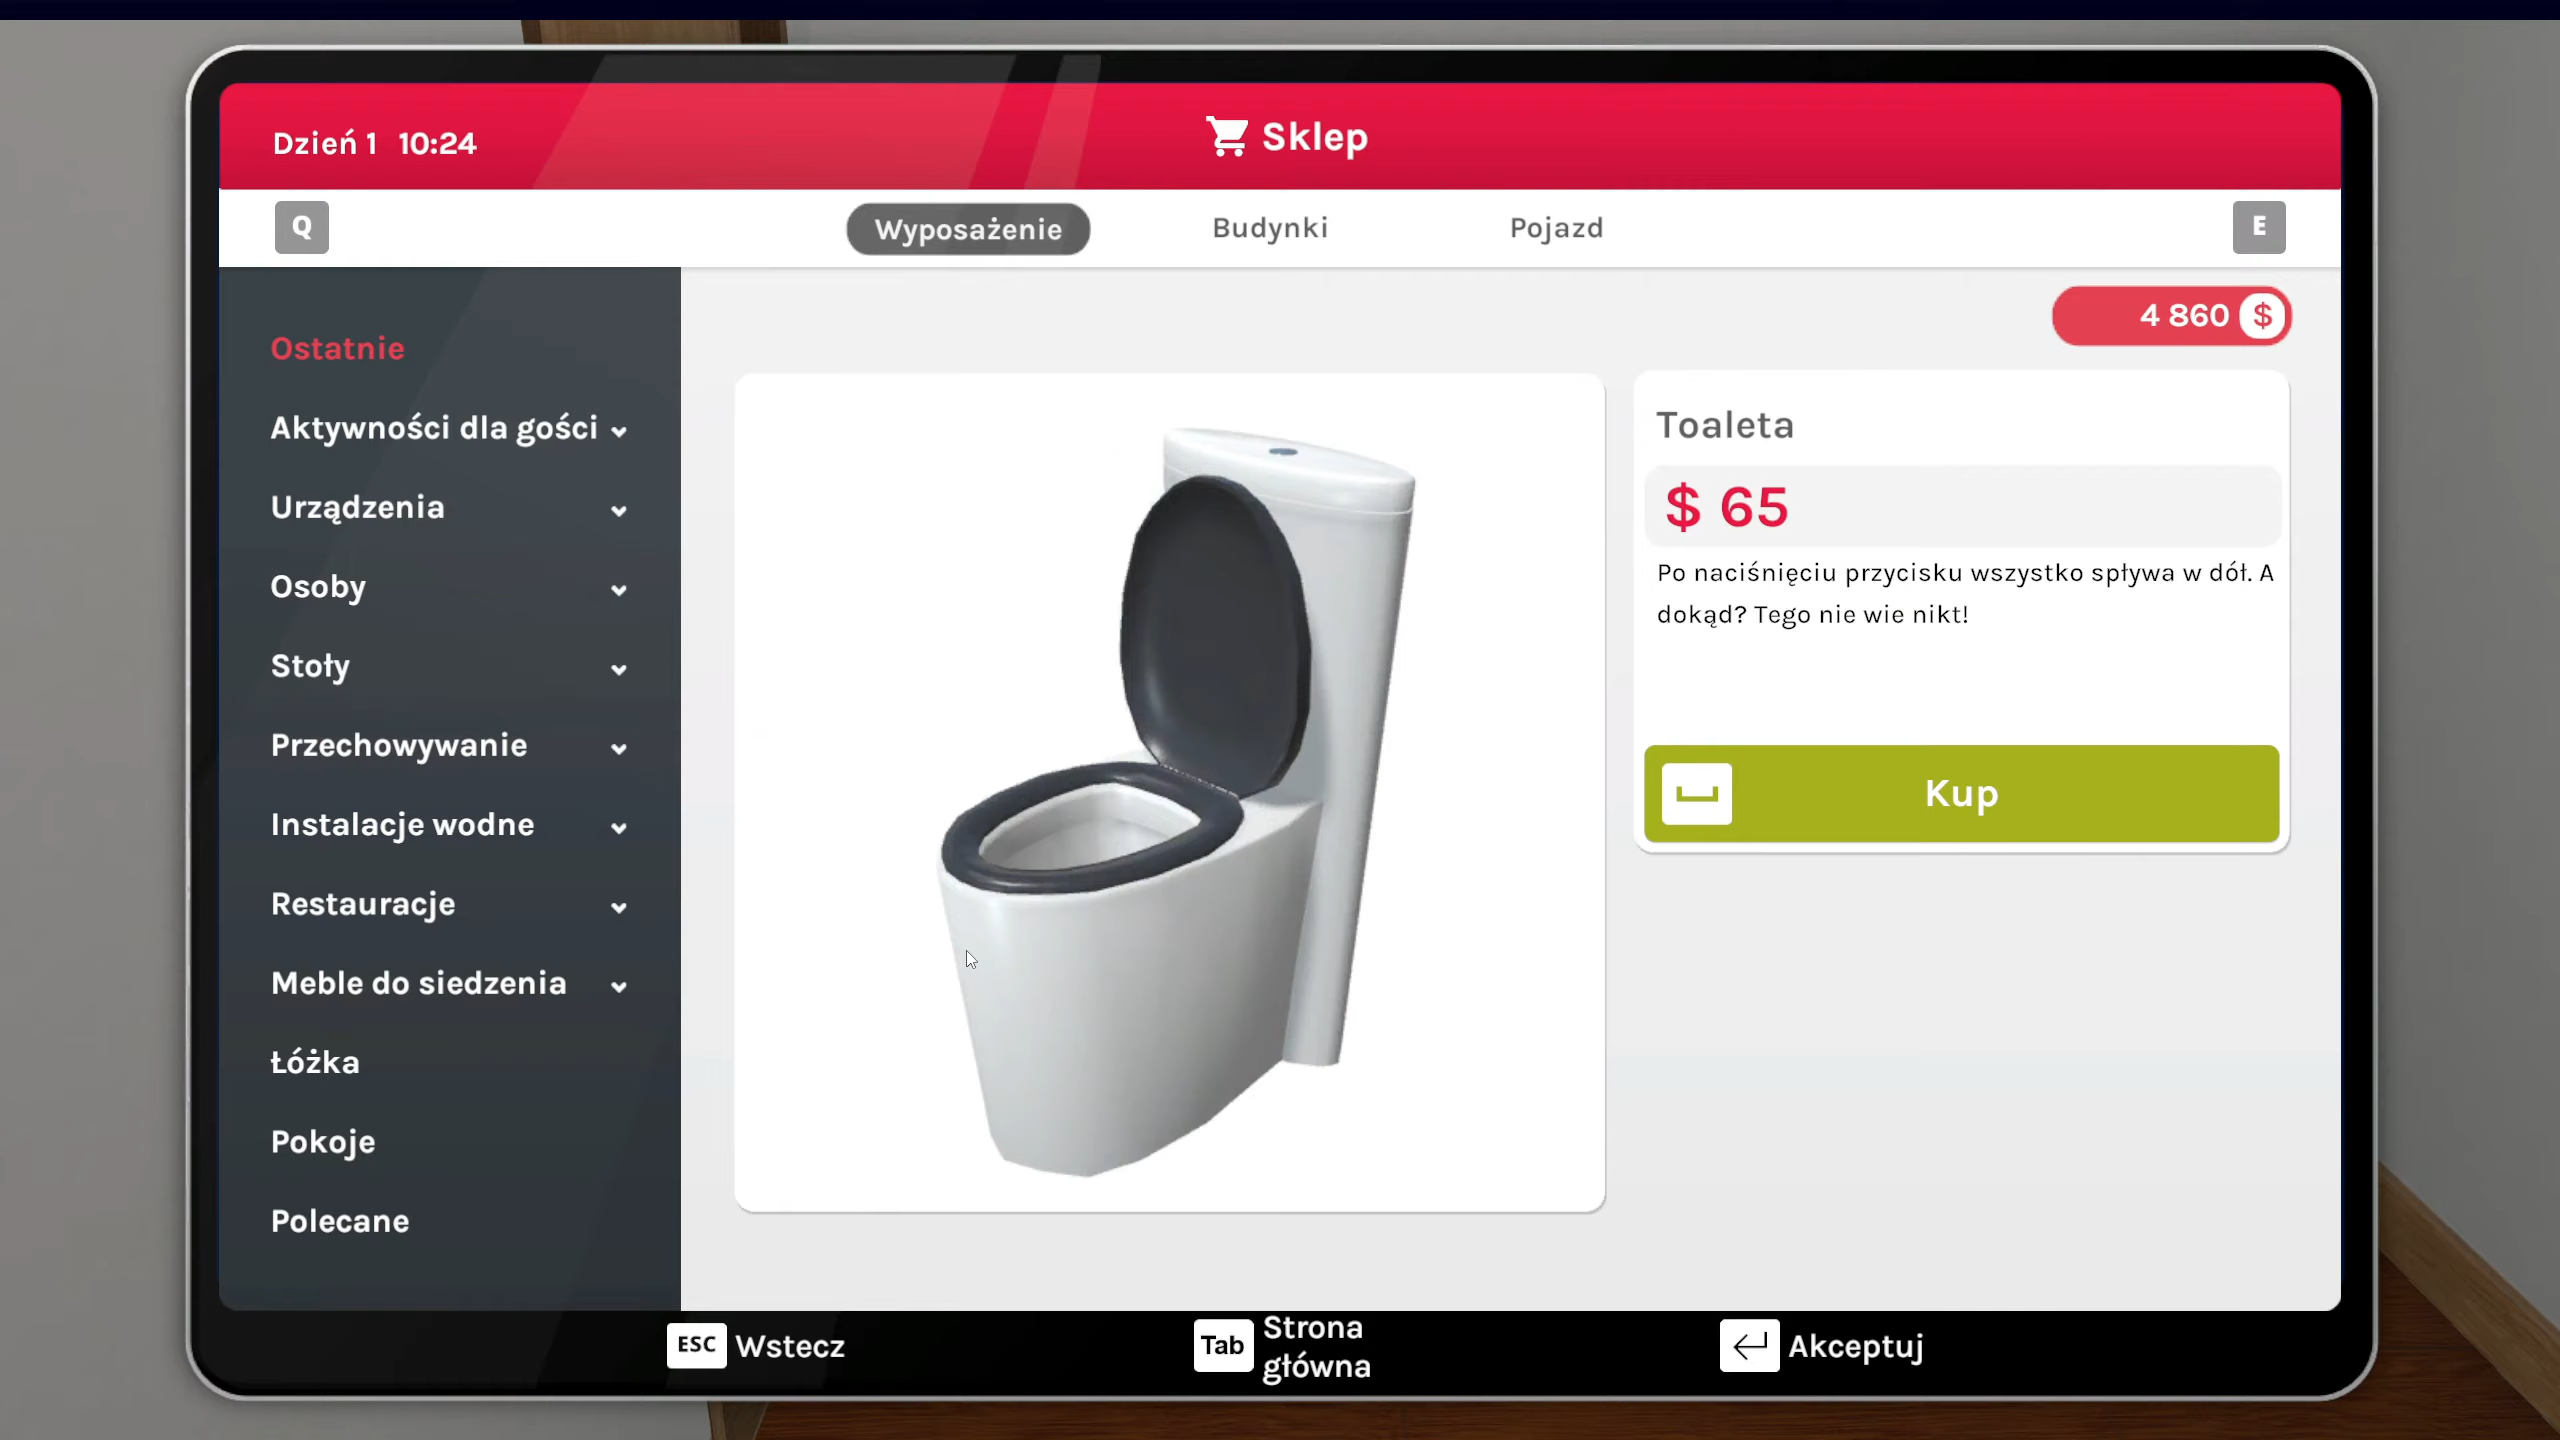 Dzień 1 10:24
Sklep
Q
Wyposażenie
Budynki
Pojazd
E
4 860 $
Ostatnie
Aktywności dla gości
Urządzenia
Osoby
Stoły
Przechowywanie
Instalacje wodne
Restauracje
Meble do siedzenia
Łóżka
Pokoje
Polecane
Toaleta
$ 65
Po naciśnięciu przycisku wszystko spływa w dół. A
dokąd? Tego nie wie nikt!
Kup
ESC Wstecz
Tab Strona
główna
Akceptuj